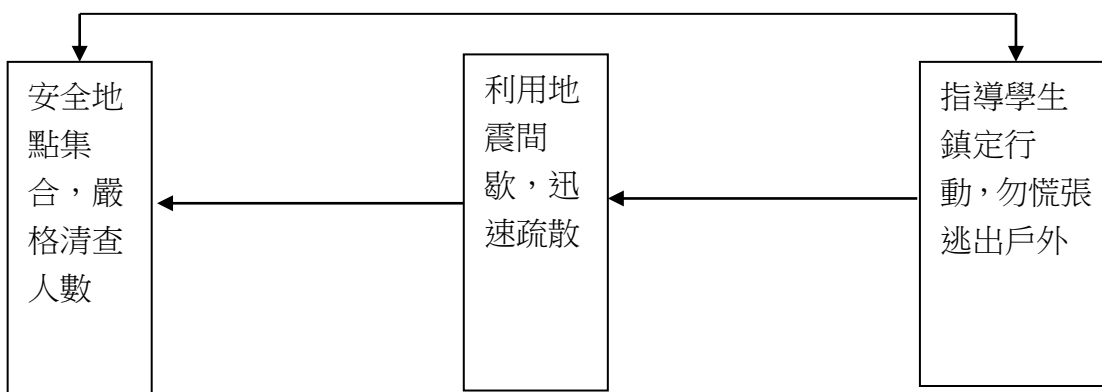 安全地
點集
合，嚴
格清查
人數
利用地
震間
歇，迅
速疏散
指導學生
鎮定行
動，勿慌張
逃出戶外